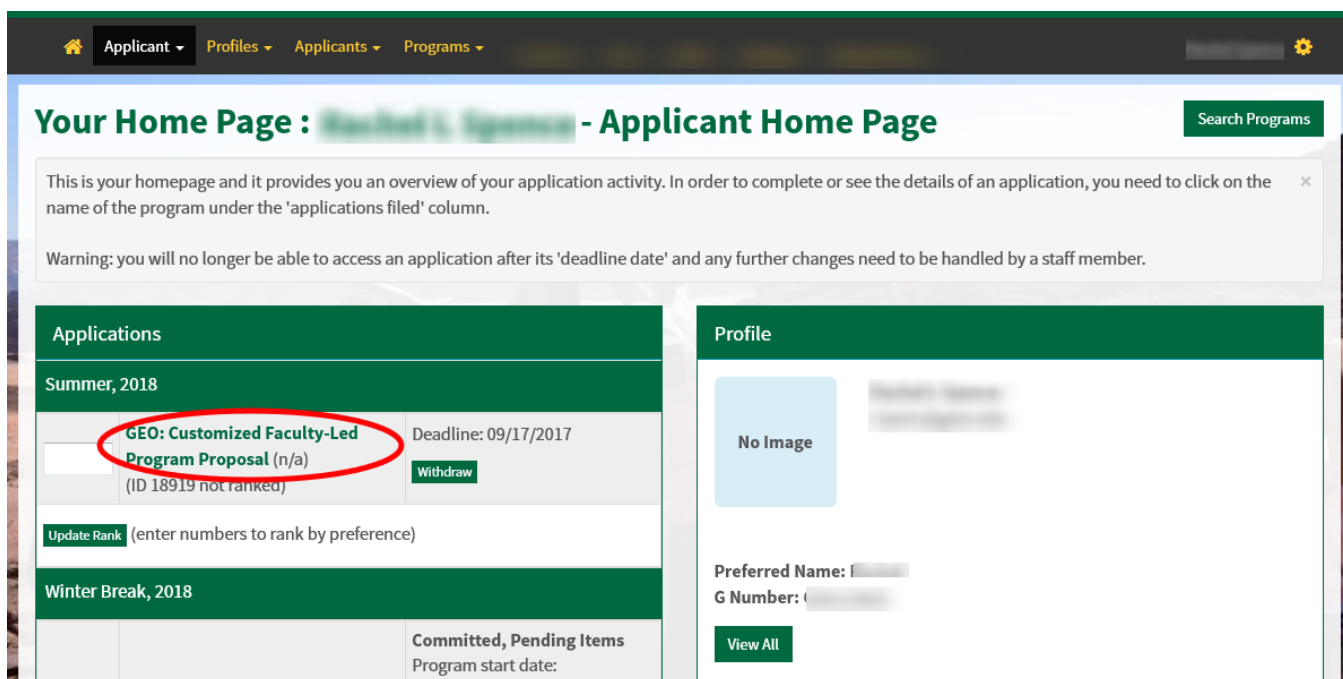 Applicant Profiles Applicants Programs
Your Home Page : - Applicant Home Page
Search Programs
This is your homepage and it provides you an overview of your application activity. In order to complete or see the details of an application, you need to click on the
name of the program under the 'applications filed' column.
Warning: you will no longer be able to access an application after its 'deadline date' and any further changes need to be handled by a staff member.
Applications
Summer, 2018
GEO: Customized Faculty-Led
Program Proposal (n/a)
(ID 18919 not ranked)
Deadline: 09/17/2017
Withdraw
Update Rank (enter numbers to rank by preference)
Winter Break, 2018
Committed, Pending Items
Program start date:
Profile
No Image
Preferred Name:
G Number:
View All